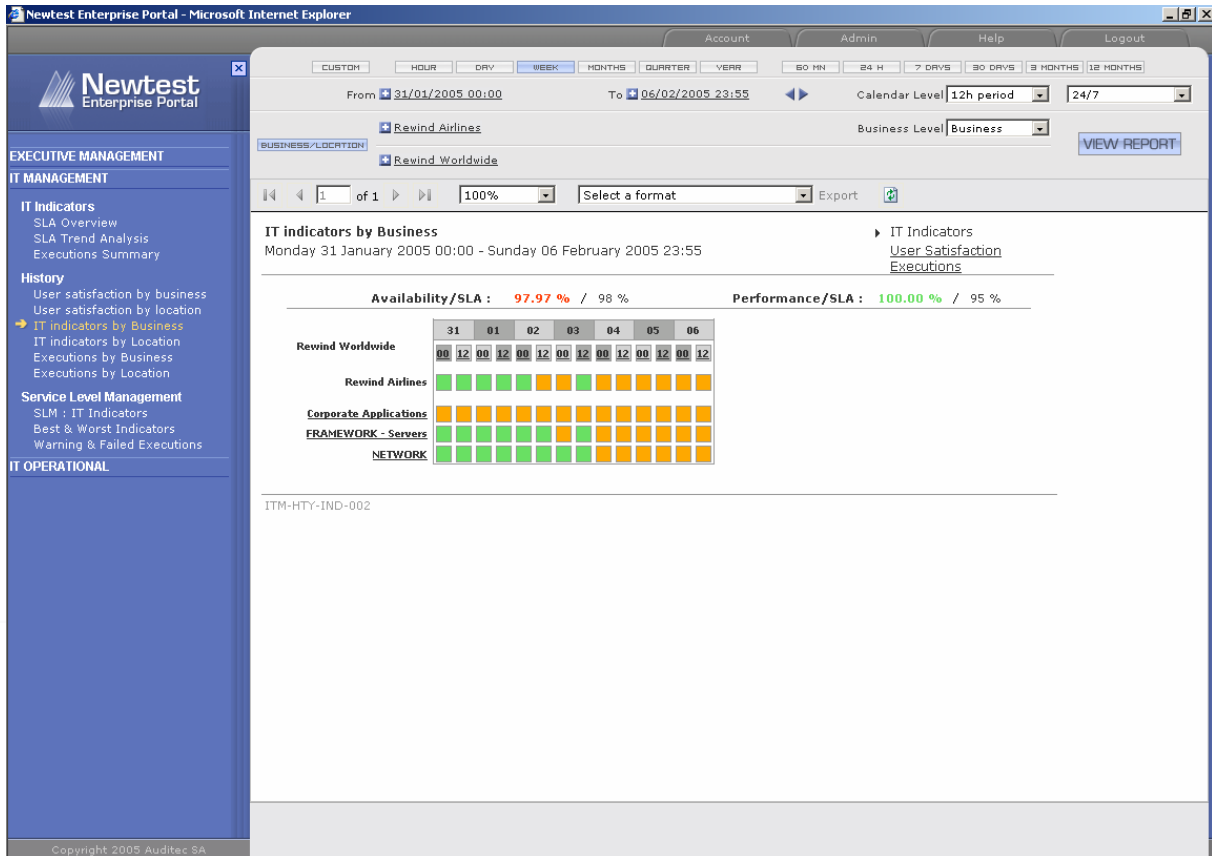 Newtest Enterprise Portal - Microsoft Internet Explorer
Account Admin Help Logout
Newtest
Enterprise Portal
CUSTOM HOUR DAY WEEK MONTHS QUARTER YEAR 60 MN 24 H 7 DAYS 30 DAYS 3 MONTHS 12 MONTHS
From 31/01/2005 00:00 To 06/02/2005 23:55 Calendar Level 12h period 24/7
Rewind Airlines Business Level Business
BUSINESS/LOCATION VIEW REPORT
Rewind Worldwide
1 of 1 100% Select a format Export
EXECUTIVE MANAGEMENT
IT MANAGEMENT
IT Indicators
SLA Overview
SLA Trend Analysis
Executions Summary
History
User satisfaction by business
User satisfaction by location
IT indicators by Business
IT indicators by Location
Executions by Business
Executions by Location
Service Level Management
SLM : IT Indicators
Best & Worst Indicators
Warning & Failed Executions
IT OPERATIONAL
IT indicators by Business
Monday 31 January 2005 00:00 - Sunday 06 February 2005 23:55
IT Indicators
User Satisfaction
Executions
Availability/SLA : 97.97 % / 98 % Performance/SLA : 100.00 % / 95 %
31 01 02 03 04 05 06
Rewind Worldwide
00 12 00 12 00 12 00 12 00 12 00 12 00 12
Rewind Airlines
Corporate Applications
FRAMEWORK - Servers
NETWORK
ITM-HTY-IND-002
Copyright 2005 Auditec SA